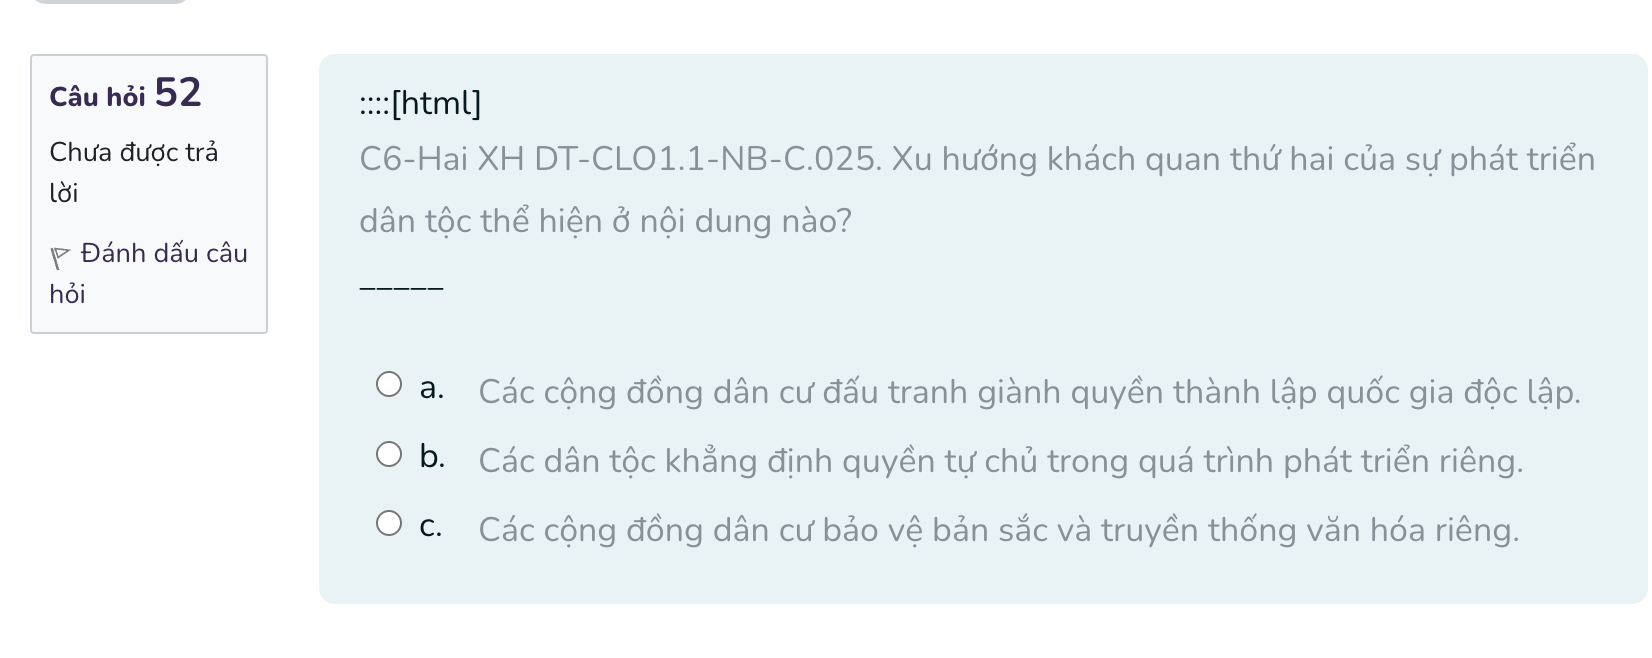 Câu hỏi 52
Chưa được trả
lời
Đánh dấu câu
hỏi
::::[html]
C6-Hai XH DT-CLO1.1-NB-C.025. Xu hướng khách quan thứ hai của sự phát triển
dân tộc thể hiện ở nội dung nào?
_____
a. Các cộng đồng dân cư đấu tranh giành quyền thành lập quốc gia độc lập.
b. Các dân tộc khẳng định quyền tự chủ trong quá trình phát triển riêng.
c. Các cộng đồng dân cư bảo vệ bản sắc và truyền thống văn hóa riêng.